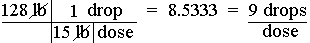 128 lb 1 drop = 8.5333 = 9 drops
15 lb dose dose